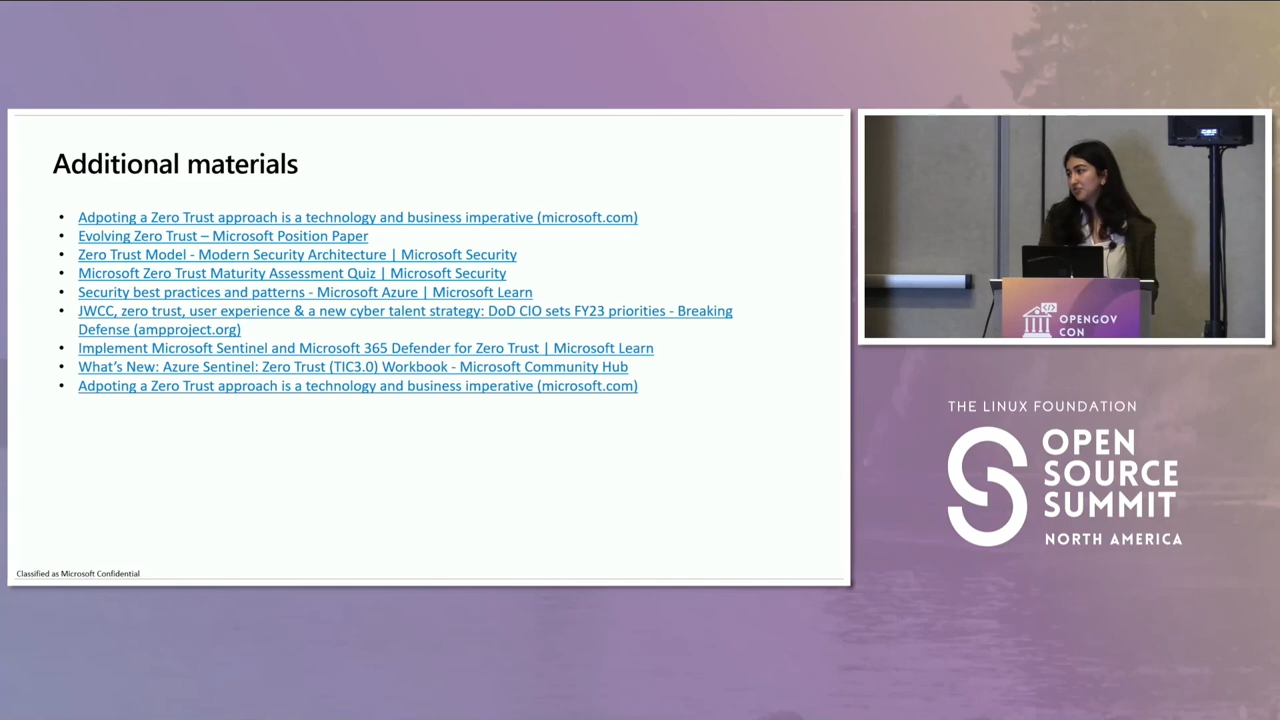 Additional materials
• Adpoting a Zero Trust approach is a technology and business imperative (microsoft.com)
• Evolving Zero Trust – Microsoft Position Paper
• Zero Trust Model - Modern Security Architecture | Microsoft Security
• Microsoft Zero Trust Maturity Assessment Quiz | Microsoft Security
• Security best practices and patterns - Microsoft Azure | Microsoft Learn
• JWCC, zero trust, user experience & a new cyber talent strategy: DoD CIO sets FY23 priorities - Breaking
Defense (ampproject.org)
• Implement Microsoft Sentinel and Microsoft 365 Defender for Zero Trust | Microsoft Learn
• What’s New: Azure Sentinel: Zero Trust (TIC3.0) Workbook - Microsoft Community Hub
• Adpoting a Zero Trust approach is a technology and business imperative (microsoft.com)
Classified as Microsoft Confidential
OPENGOV
CON
THE LINUX FOUNDATION
OPEN
SOURCE
SUMMIT
NORTH AMERICA